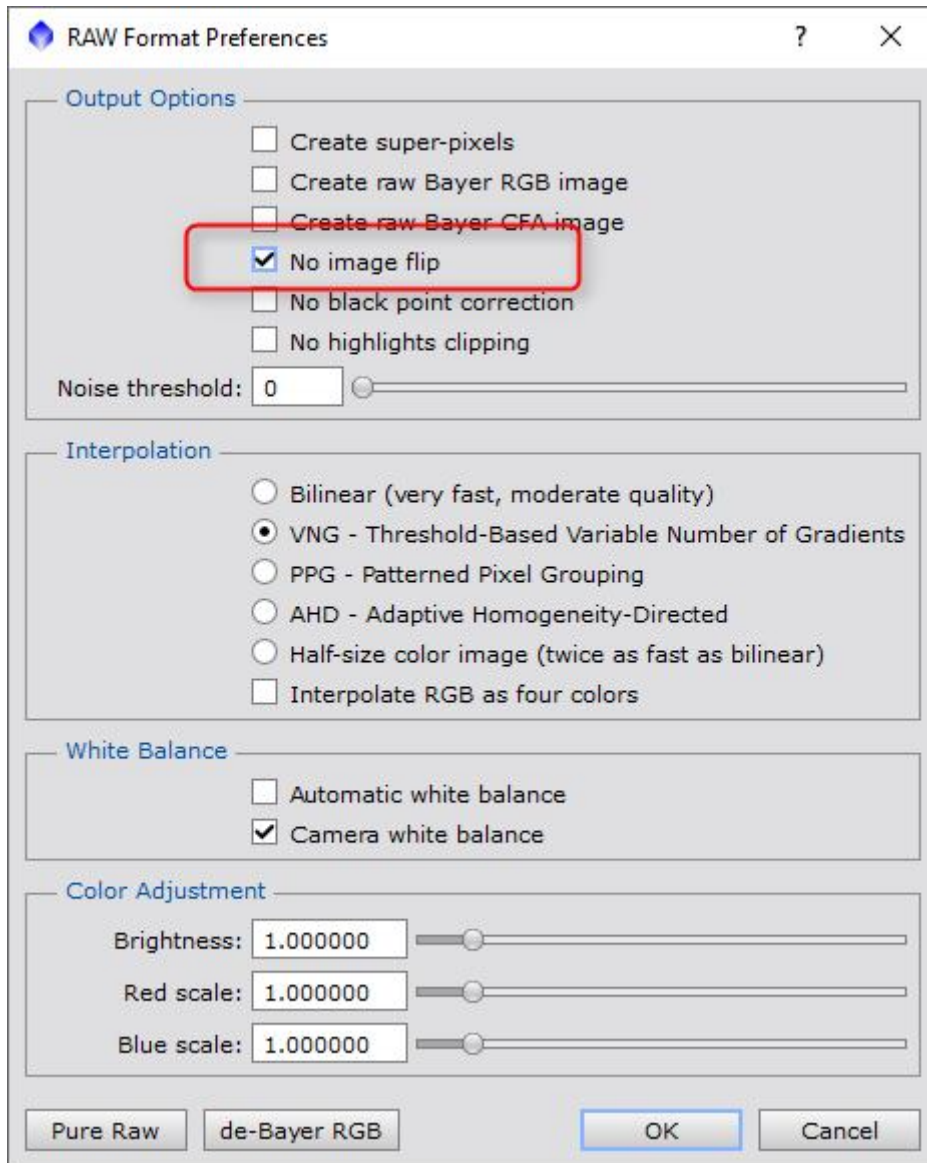 RAW Format Preferences
?
Output Options
Create super-pixels
Create raw Bayer RGB image
Create raw Bayer CFA image
No image flip
No black point correction
No highlights clipping
Noise threshold: 0
Interpolation
Bilinear (very fast, moderate quality)
VNG - Threshold-Based Variable Number of Gradients
PPG - Patterned Pixel Grouping
AHD - Adaptive Homogeneity-Directed
Half-size color image (twice as fast as bilinear)
Interpolate RGB as four colors
White Balance
Automatic white balance
Camera white balance
Color Adjustment
Brightness: 1.000000
Red scale: 1.000000
Blue scale: 1.000000
Pure Raw de-Bayer RGB OK Cancel